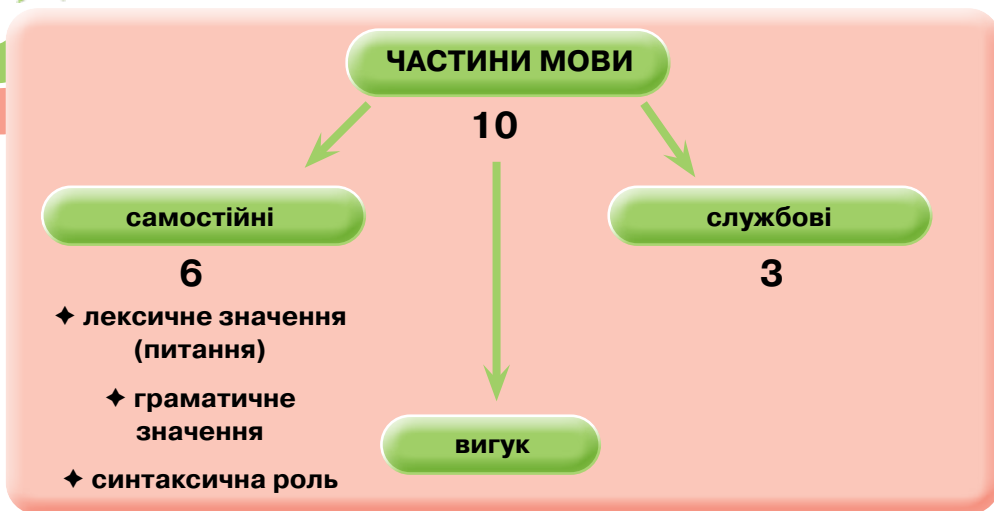 ЧАСТИНИ МОВИ
10
самостійні
6
✦ лексичне значення
(питання)
✦ граматичне
значення
✦ синтаксична роль
вигук
службові
3